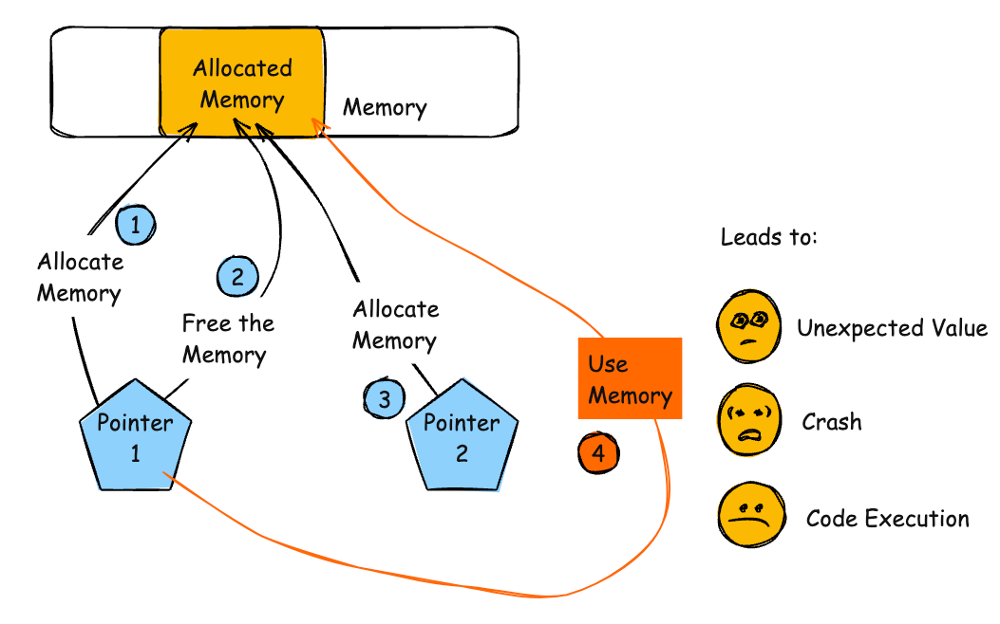 Allocated
Memory
Memory
1
Allocate
Memory
2
Free the
Memory
Allocate
Memory
3
Pointer
1
Pointer
2
Use
Memory
4
Leads to:
Unexpected Value
Crash
Code Execution